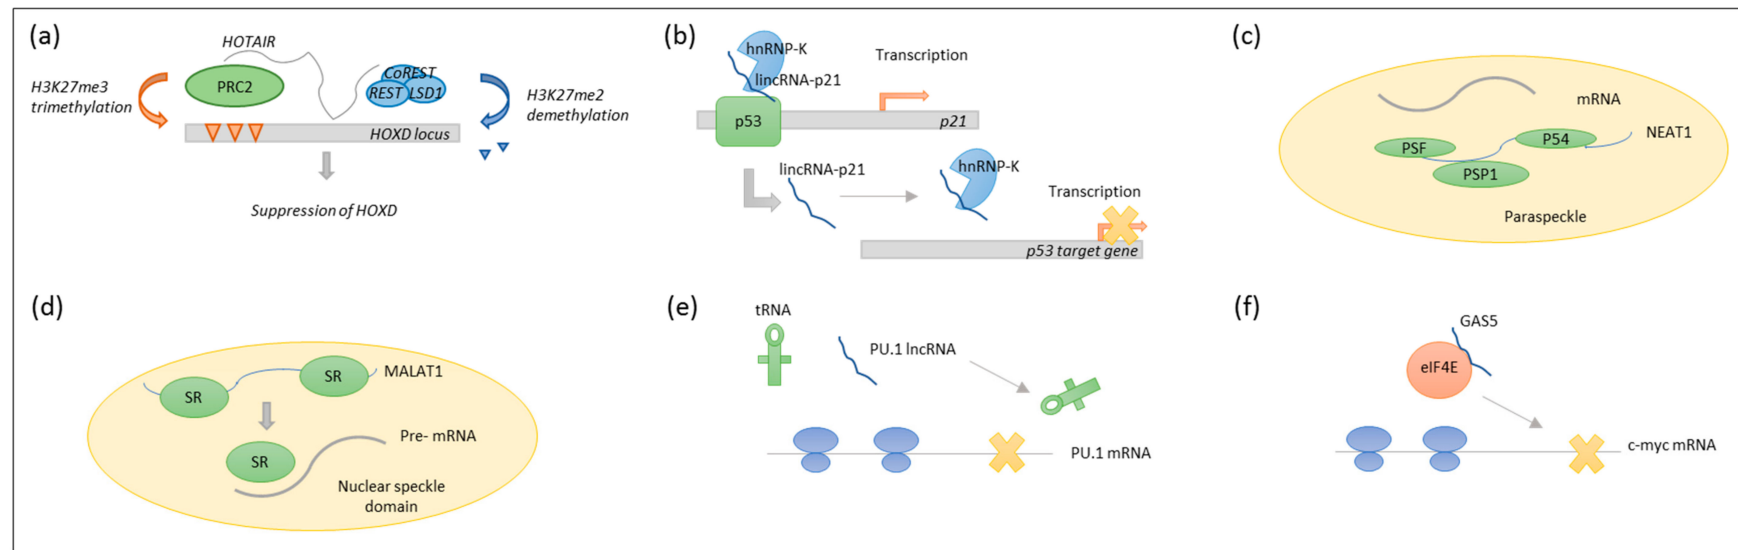 (a)
HOTAIR
H3K27me3
trimethylation
PRC2
CoREST
REST LSD1
H3K27me2
demethylation
HOXD locus
Suppression of HOXD
(b)
hnRNP-K
lincRNA-p21
Transcription
p53
p21
lincRNA-p21
hnRNP-K
Transcription
p53 target gene
(c)
mRNA
PSF
P54
NEAT1
PSP1
Paraspeckle
(d)
SR
SR
MALAT1
Pre- mRNA
SR
Nuclear speckle
domain
(e)
tRNA
PU.1 lncRNA
PU.1 mRNA
(f)
GAS5
eIF4E
c-myc mRNA